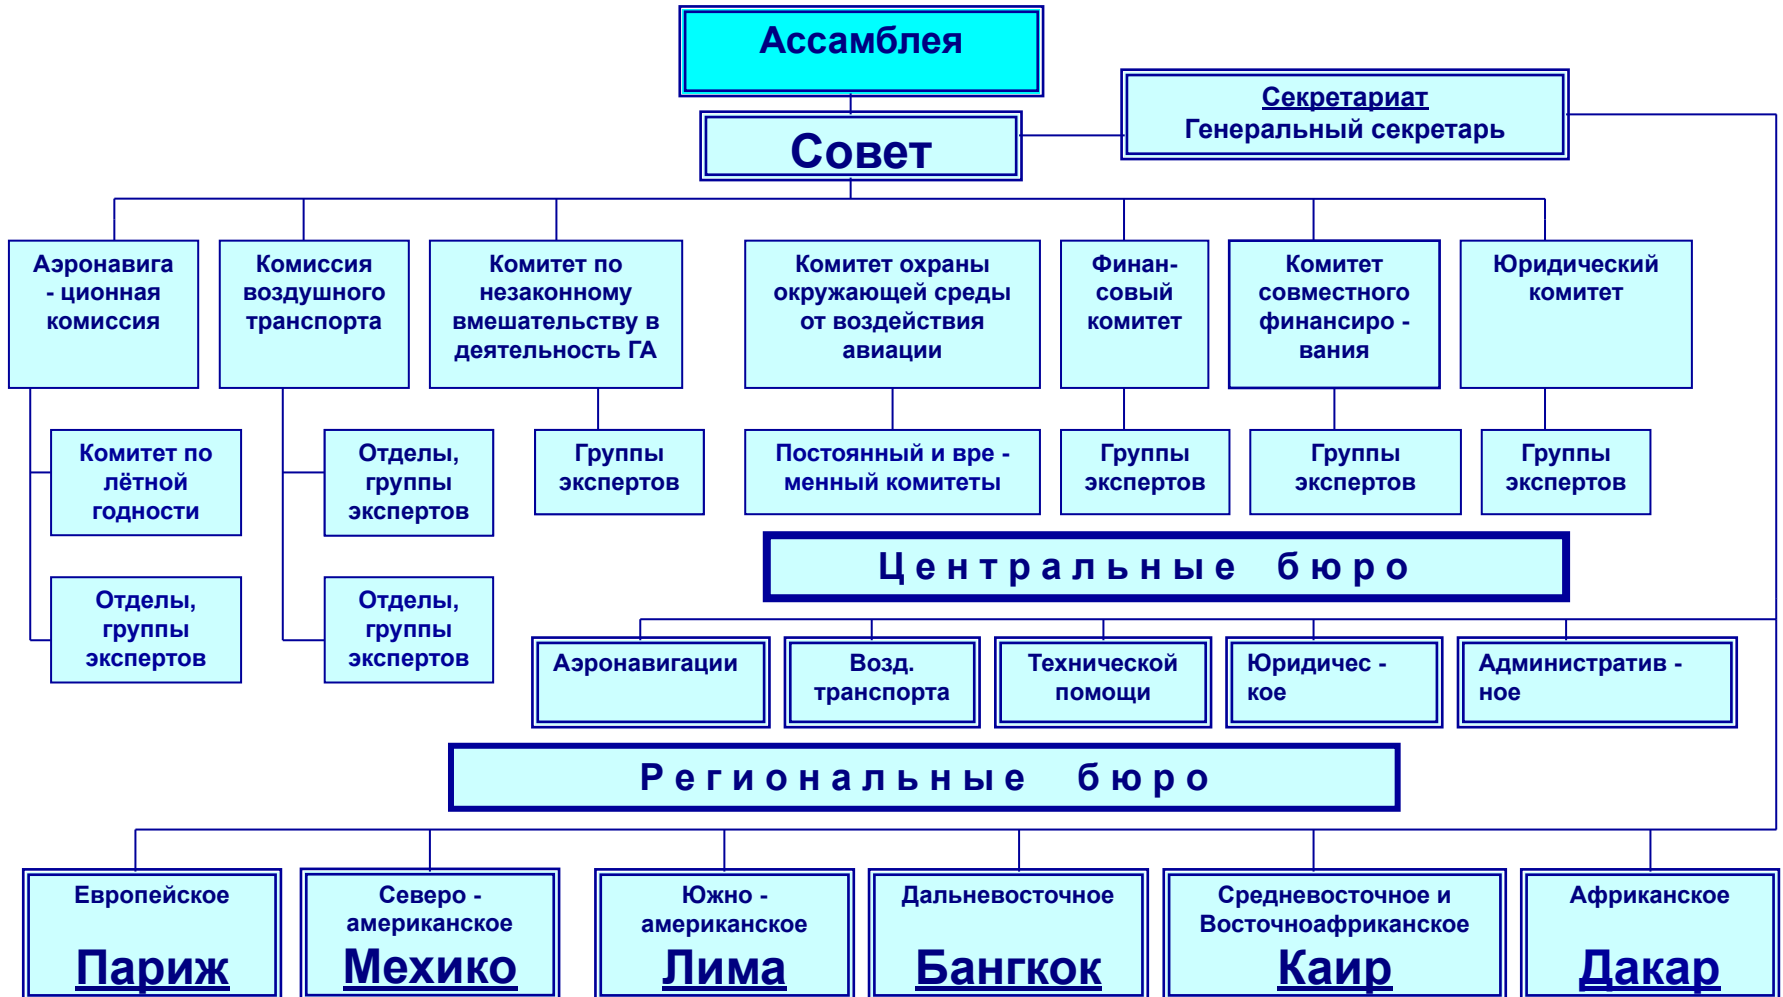 Ассамблея
Секретариат
Генеральный секретарь
Совет
Аэронавига
- ционная
комиссия
Комиссия
воздушного
транспорта
Комитет по
незаконному
вмешательству в
деятельность ГА
Комитет охраны
окружающей среды
от воздействия
авиации
Финан-
совый
комитет
Комитет
совместного
финансиро -
вания
Юридический
комитет
Комитет по
лётной
годности
Отделы,
группы
экспертов
Группы
экспертов
Постоянный и вре -
менный комитеты
Группы
экспертов
Группы
экспертов
Группы
экспертов
Центральные бюро
Отделы,
группы
экспертов
Отделы,
группы
экспертов
Аэронавигации
Возд.
транспорта
Технической
помощи
Юридичес -
кое
Административ -
ное
Региональные бюро
Европейское
Париж
Северо -
американское
Мехико
Южно -
американское
Лима
Дальневосточное
Бангкок
Средневосточное и
Восточноафриканское
Каир
Африканское
Дакар